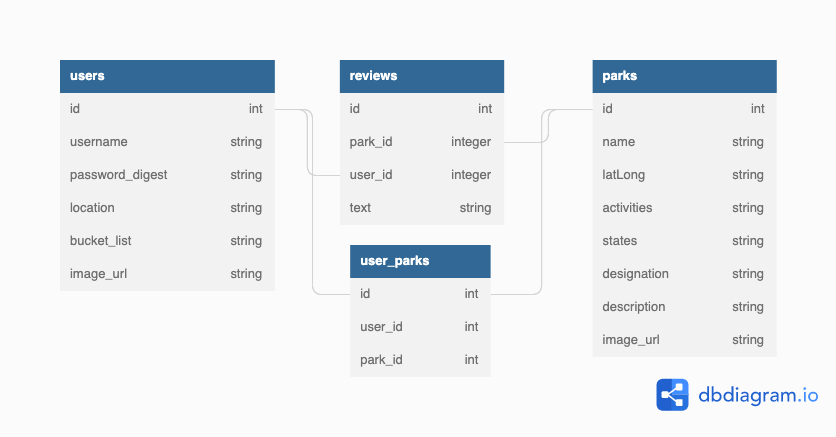 users
id int
username string
password_digest string
location string
bucket_list string
image_url string
reviews
id int
park_id integer
user_id integer
text string
user_parks
id int
user_id int
park_id int
parks
id int
name string
latLong string
activities string
states string
designation string
description string
image_url string
dbdiagram.io